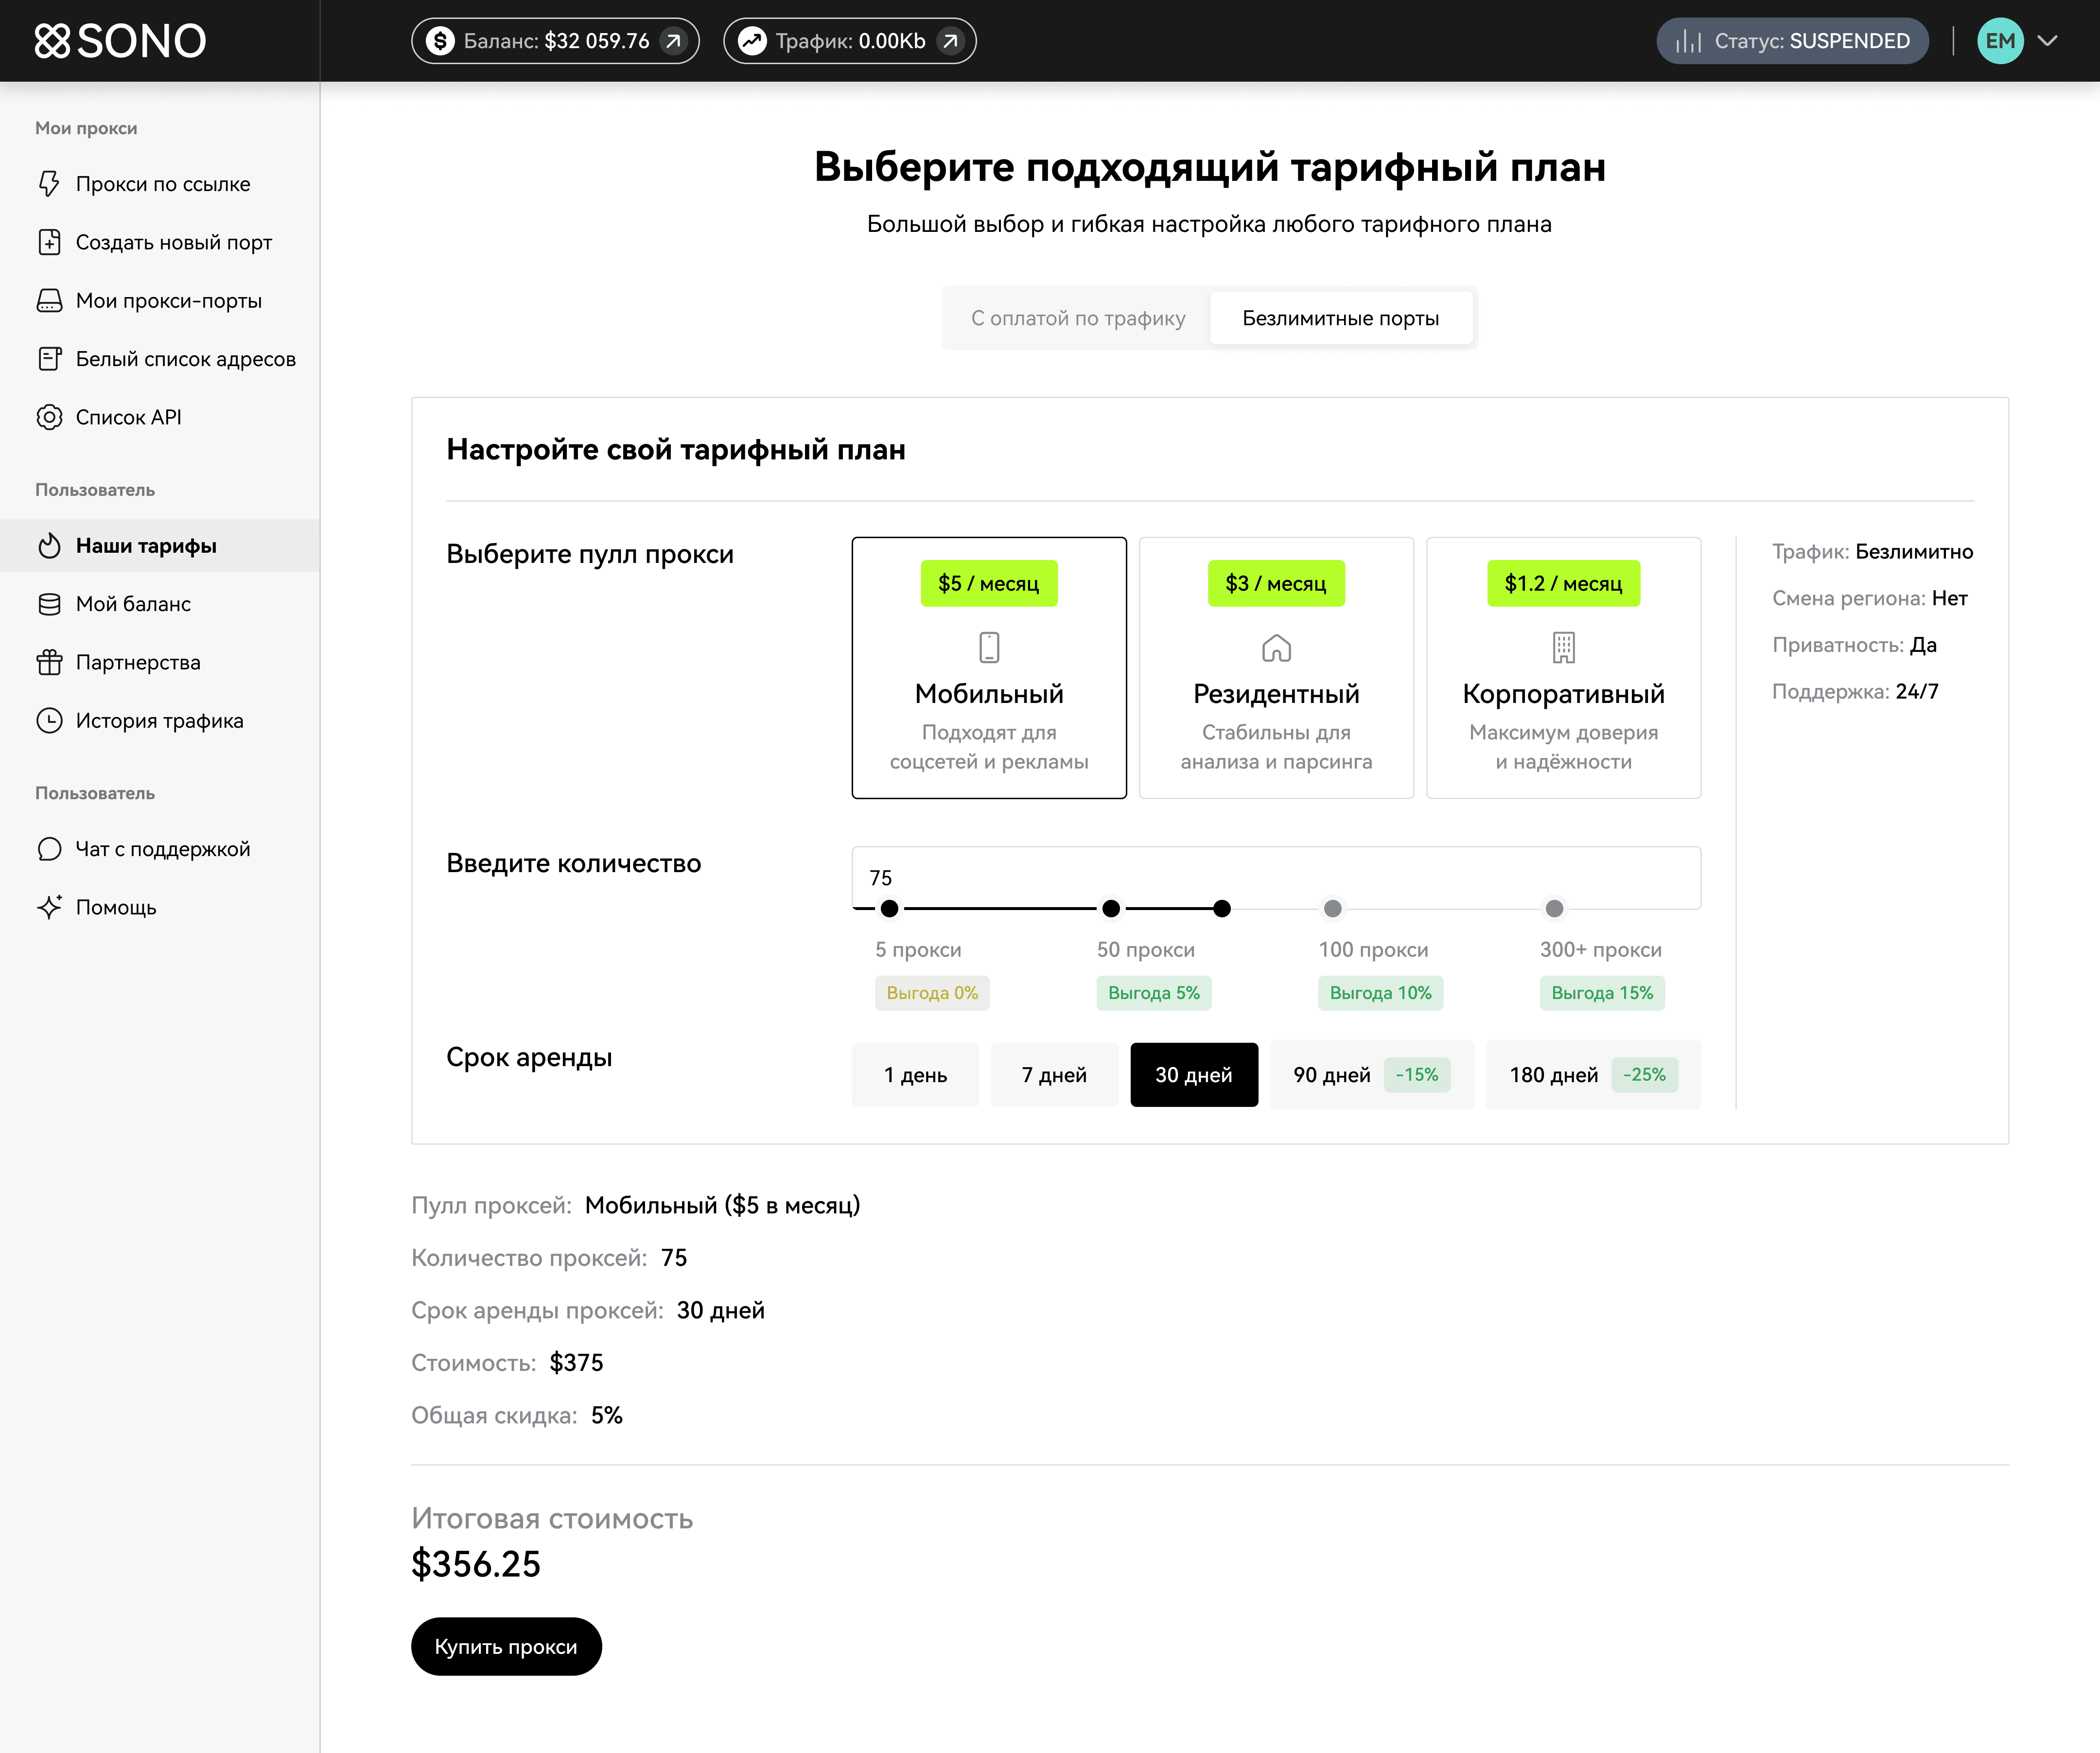 SONO
Баланс: $32 059.76
Трафик: 0.00Kb
Статус: SUSPENDED
EM
Мои прокси
Прокси по ссылке
Создать новый порт
Мои прокси-порты
Белый список адресов
Список API
Пользователь
Наши тарифы
Мой баланс
Партнерства
История трафика
Пользователь
Чат с поддержкой
Помощь
Выберите подходящий тарифный план
Большой выбор и гибкая настройка любого тарифного плана
С оплатой по трафику
Безлимитные порты
Настройте свой тарифный план
Выберите пулл прокси
$5 / месяц
Мобильный
Подходят для
соцсетей и рекламы
$3 / месяц
Резидентный
Стабильны для
анализа и парсинга
$1.2 / месяц
Корпоративный
Максимум доверия
и надёжности
Трафик: Безлимитно
Смена региона: Нет
Приватность: Да
Поддержка: 24/7
Введите количество
75
5 прокси
Выгода 0%
50 прокси
Выгода 5%
100 прокси
Выгода 10%
300+ прокси
Выгода 15%
Срок аренды
1 день
7 дней
30 дней
90 дней -15%
180 дней -25%
Пулл проксей: Мобильный ($5 в месяц)
Количество проксей: 75
Срок аренды проксей: 30 дней
Стоимость: $375
Общая скидка: 5%
Итоговая стоимость
$356.25
Купить прокси